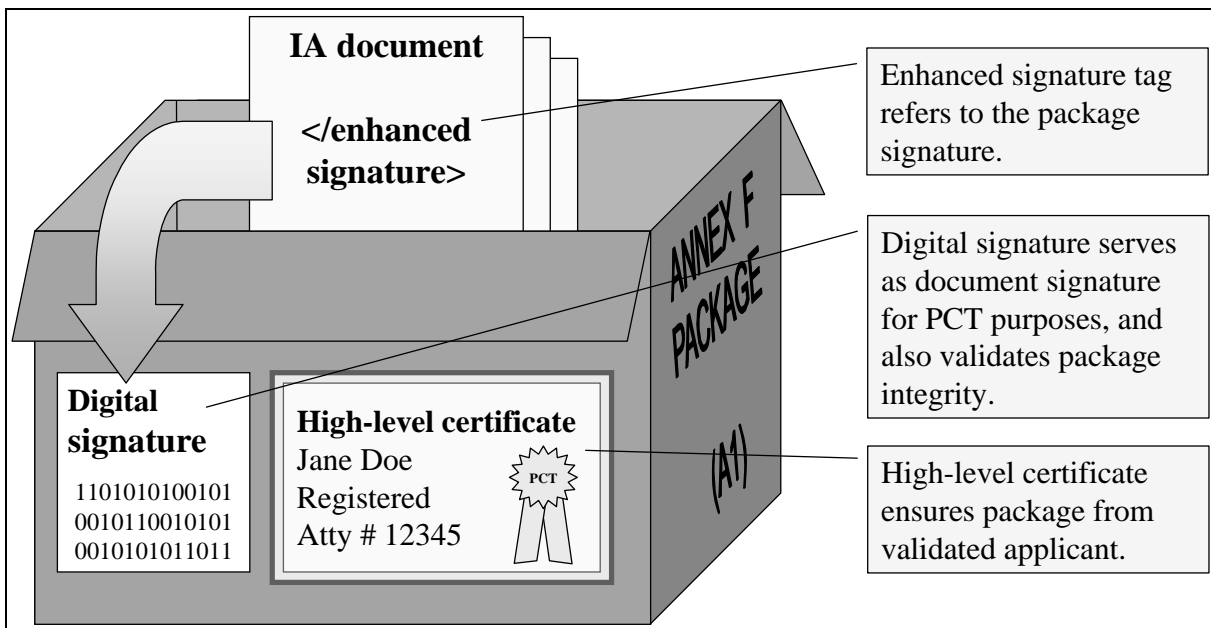 IA document
</enhanced
signature>
Enhanced signature tag
refers to the package
signature.
ANNEX F
PACKAGE
(A1)
Digital signature serves
as document signature
for PCT purposes, and
also validates package
integrity.
Digital
signature
1101010100101
0010110010101
0010101011011
High-level certificate
Jane Doe
Registered
Atty # 12345
PCT
High-level certificate
ensures package from
validated applicant.